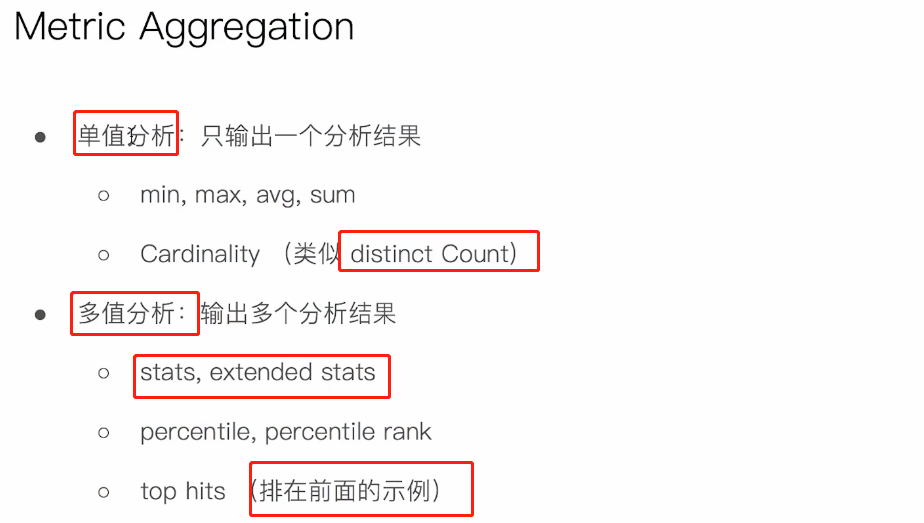 Metric Aggregation
单值分析：只输出一个分析结果
min, max, avg, sum
Cardinality （类似 distinct Count）
多值分析：输出多个分析结果
stats, extended stats
percentile, percentile rank
top hits （排在前面的示例）